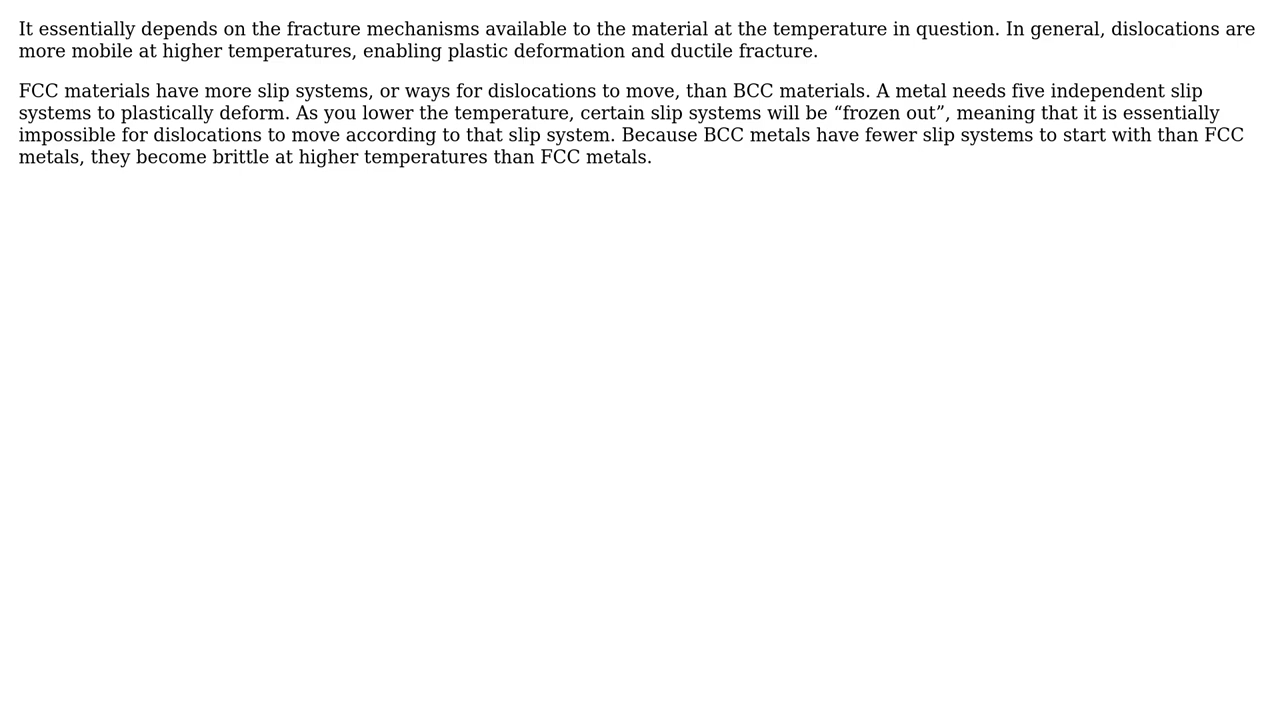 It essentially depends on the fracture mechanisms available to the material at the temperature in question. In general, dislocations are
more mobile at higher temperatures, enabling plastic deformation and ductile fracture.
FCC materials have more slip systems, or ways for dislocations to move, than BCC materials. A metal needs five independent slip
systems to plastically deform. As you lower the temperature, certain slip systems will be “frozen out”, meaning that it is essentially
impossible for dislocations to move according to that slip system. Because BCC metals have fewer slip systems to start with than FCC
metals, they become brittle at higher temperatures than FCC metals.